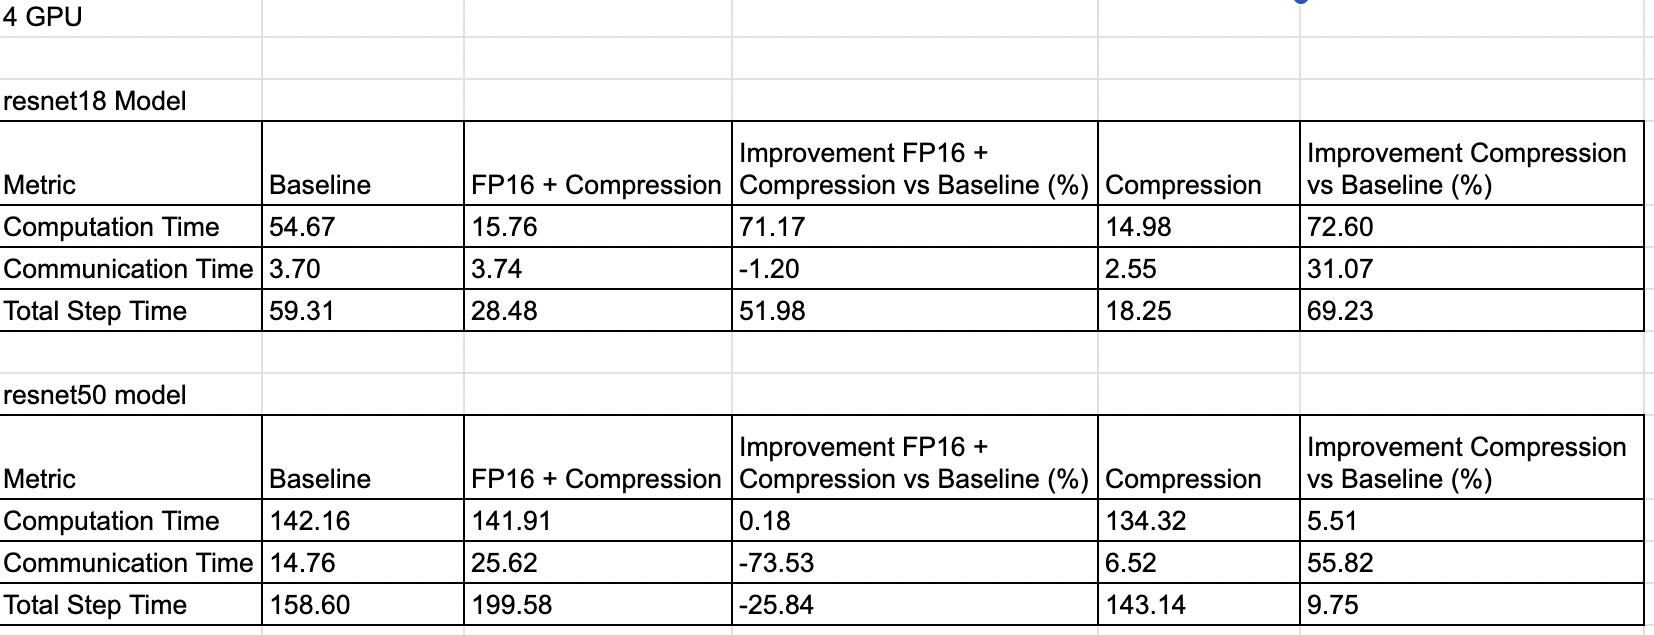 4 GPU
resnet18 Model
Metric Baseline FP16 + Compression Improvement FP16 + Compression vs Baseline (%) Compression Improvement Compression vs Baseline (%)
Computation Time 54.67 15.76 71.17 14.98 72.60
Communication Time 3.70 3.74 -1.20 2.55 31.07
Total Step Time 59.31 28.48 51.98 18.25 69.23
resnet50 model
Metric Baseline FP16 + Compression Improvement FP16 + Compression vs Baseline (%) Compression Improvement Compression vs Baseline (%)
Computation Time 142.16 141.91 0.18 134.32 5.51
Communication Time 14.76 25.62 -73.53 6.52 55.82
Total Step Time 158.60 199.58 -25.84 143.14 9.75